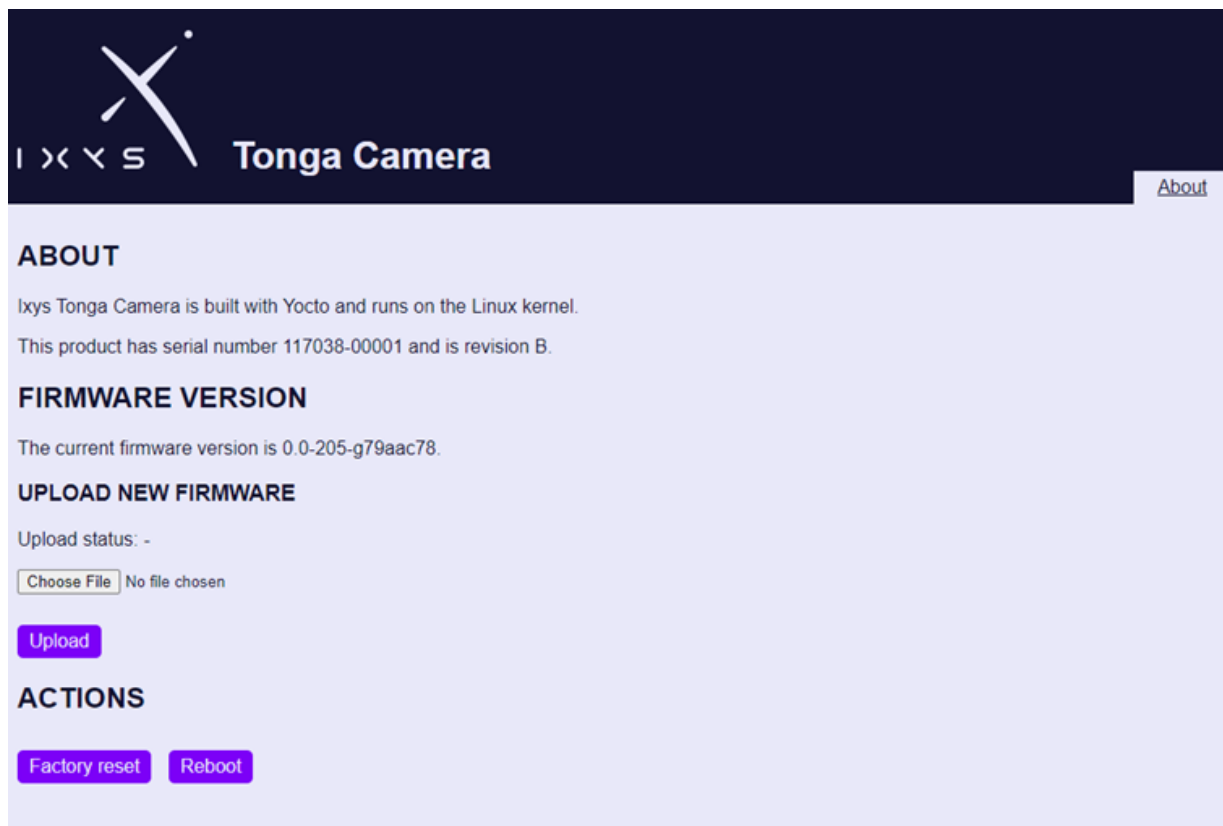 IXYS
Tonga Camera
About
ABOUT
Ixys Tonga Camera is built with Yocto and runs on the Linux kernel.
This product has serial number 117038-00001 and is revision B.
FIRMWARE VERSION
The current firmware version is 0.0-205-g79aac78.
UPLOAD NEW FIRMWARE
Upload status: -
Choose File No file chosen
Upload
ACTIONS
Factory reset Reboot